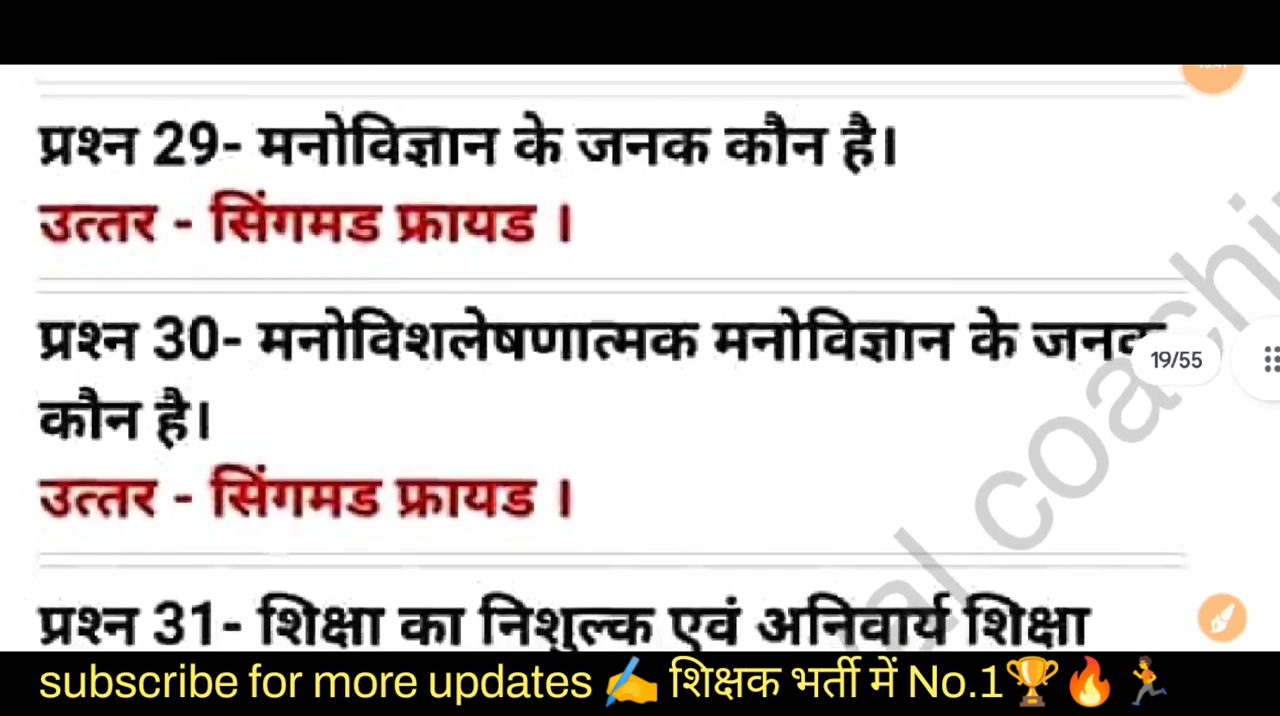 प्रश्न 29- मनोविज्ञान के जनक कौन है।
उत्तर - सिंगमड फ्रायड ।
प्रश्न 30- मनोविशलेषणात्मक मनोविज्ञान के जनक
19/55
कौन है।
उत्तर - सिंगमड फ्रायड ।
प्रश्न 31- शिक्षा का निशुल्क एवं अनिवार्य शिक्षा
subscribe for more updates ✍️ शिक्षक भर्ती में No.1🏆🔥🏃